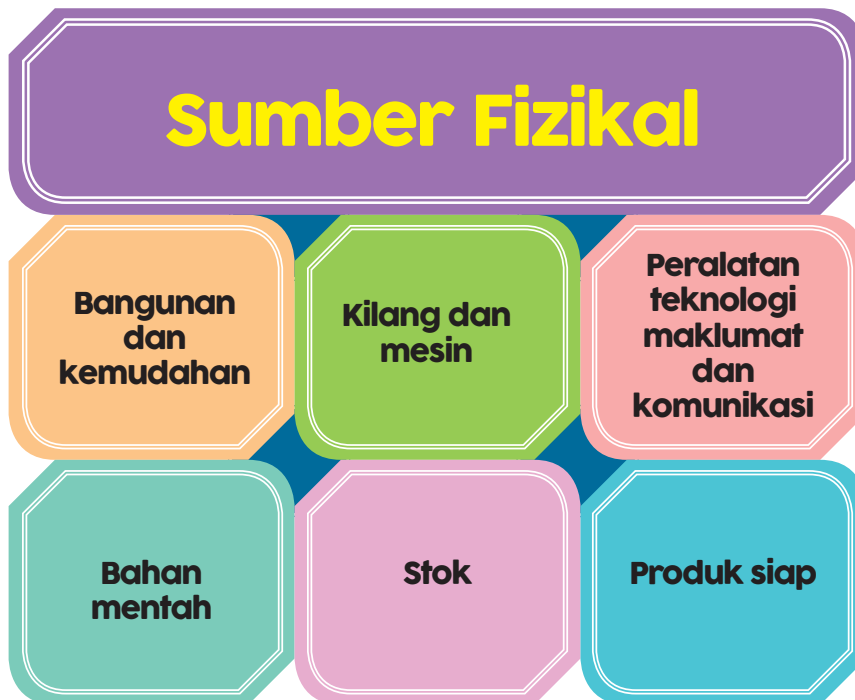 Sumber Fizikal
Bangunan
dan
kemudahan
Kilang dan
mesin
Peralatan
teknologi
maklumat
dan
komunikasi
Bahan
mentah
Stok
Produk siap